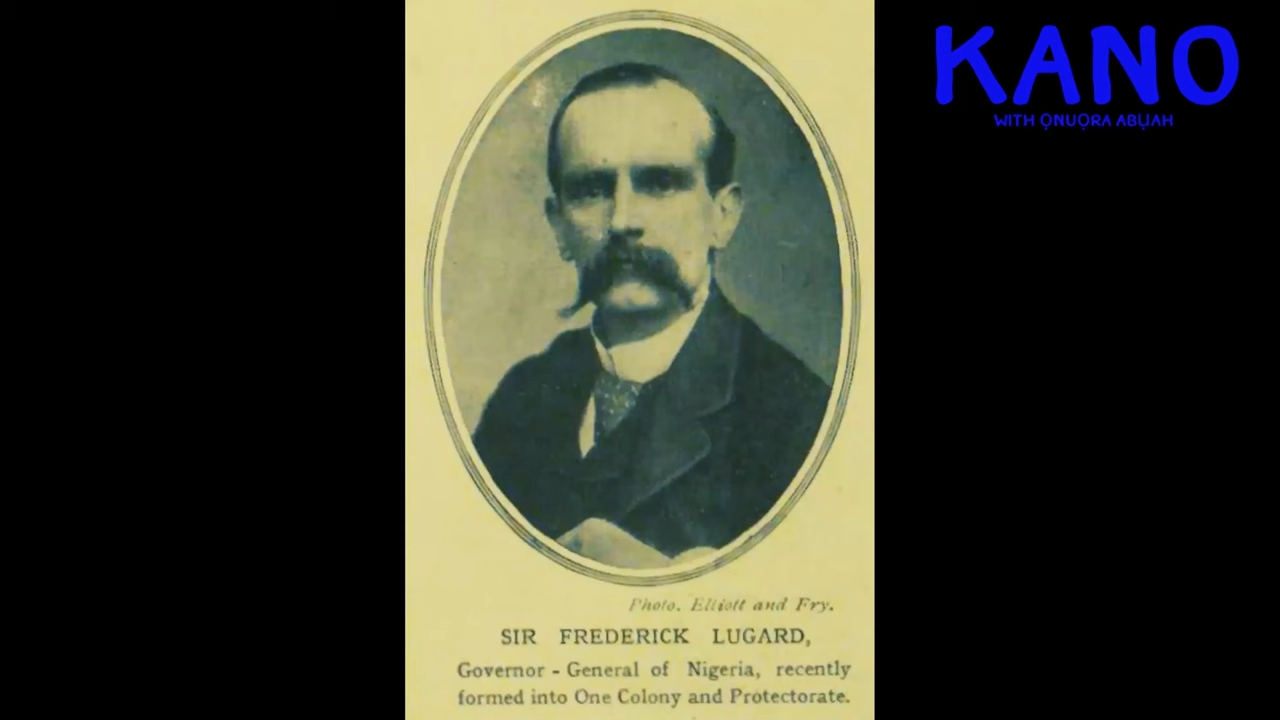 KANO
WITH ỌNUỌRA ABỤAH
Photo. Elliott and Fry.
SIR FREDERICK LUGARD,
Governor - General of Nigeria, recently
formed into One Colony and Protectorate.